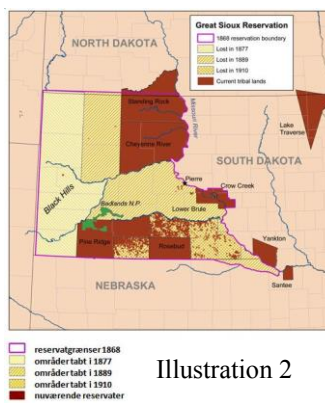 Great Sioux Reservation
1868 reservation boundary
Lost in 1877
Lost in 1889
Lost in 1910
Current tribal lands
NORTH DAKOTA
Standing Rock
Missouri River
Cheyenne River
Lake
Traverse
SOUTH DAKOTA
Pierre
Crow Creek
Black Hills
Badlands N.P.
Lower Brule
Pine Ridge
Rosebud
Yankton
Santee
NEBRASKA
reservatgrænser 1868
områder tabt i 1877
områder tabt i 1889
områder tabt i 1910
nuværende reservater
Illustration 2